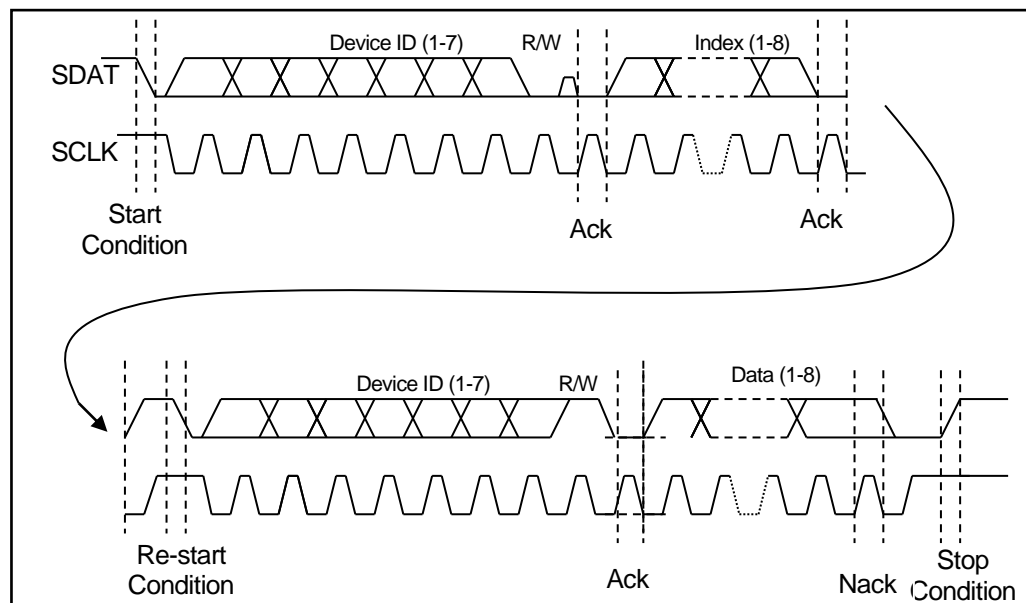 Device ID (1-7)
R/W
Index (1-8)
SDAT
SCLK
Start
Condition
Ack
Ack
Device ID (1-7)
R/W
Data (1-8)
Re-start
Condition
Ack
Nack
Stop
Condition